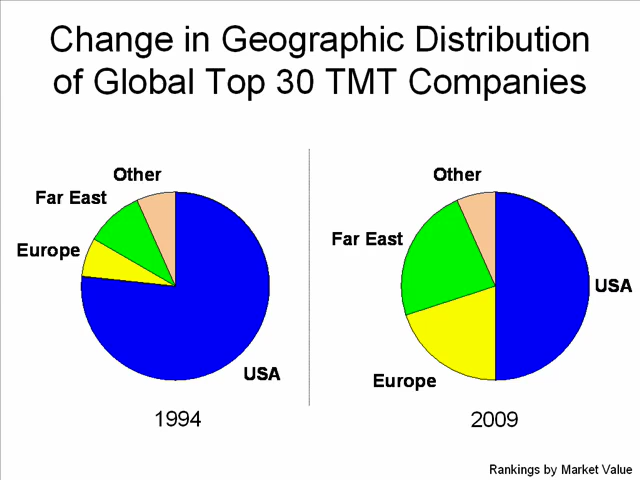 Change in Geographic Distribution
of Global Top 30 TMT Companies
Other
Far East
Europe
USA
1994
Other
Far East
USA
Europe
2009
Rankings by Market Value